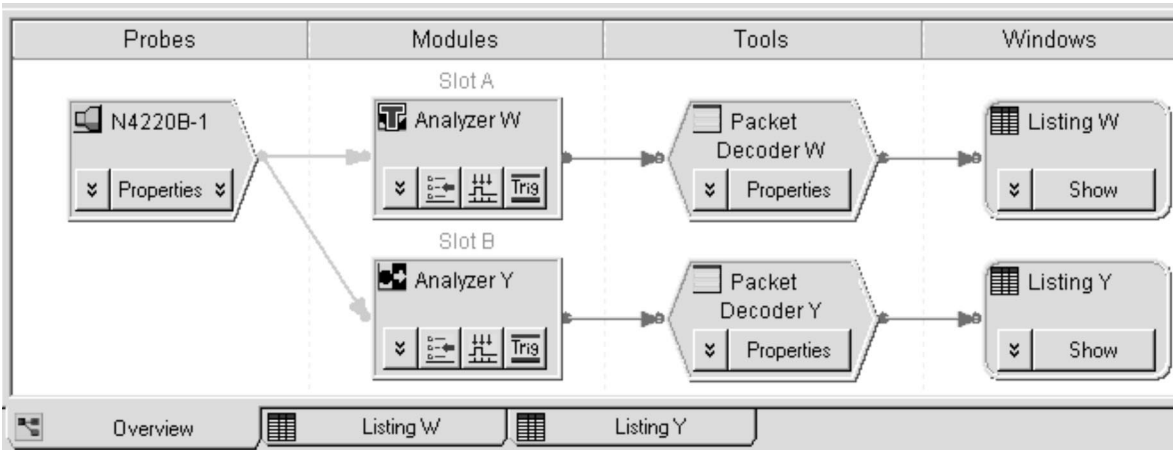 Probes Modules Tools Windows
Slot A
N4220B-1 Analyzer W Packet Listing W
Decoder W
Properties Trig Properties Show
Slot B
Analyzer Y Packet Listing Y
Decoder Y
Trig Properties Show
Overview Listing W Listing Y